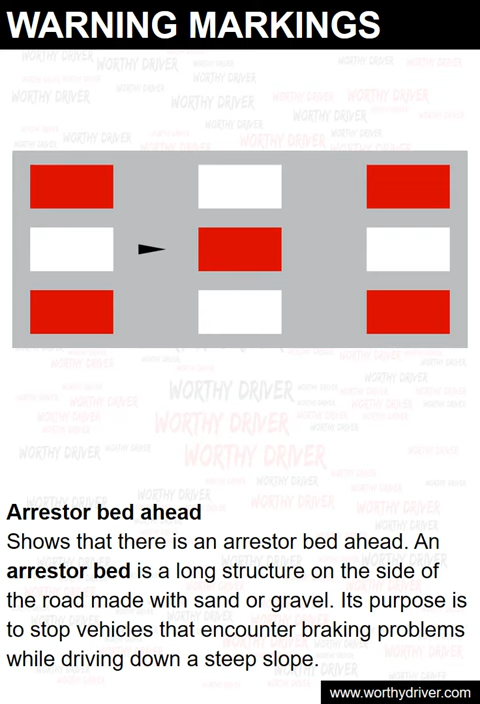 WARNING MARKINGS
Arrestor bed ahead
Shows that there is an arrestor bed ahead. An
arrestor bed is a long structure on the side of
the road made with sand or gravel. Its purpose is
to stop vehicles that encounter braking problems
while driving down a steep slope.
www.worthydriver.com
WORTHY DRIVER